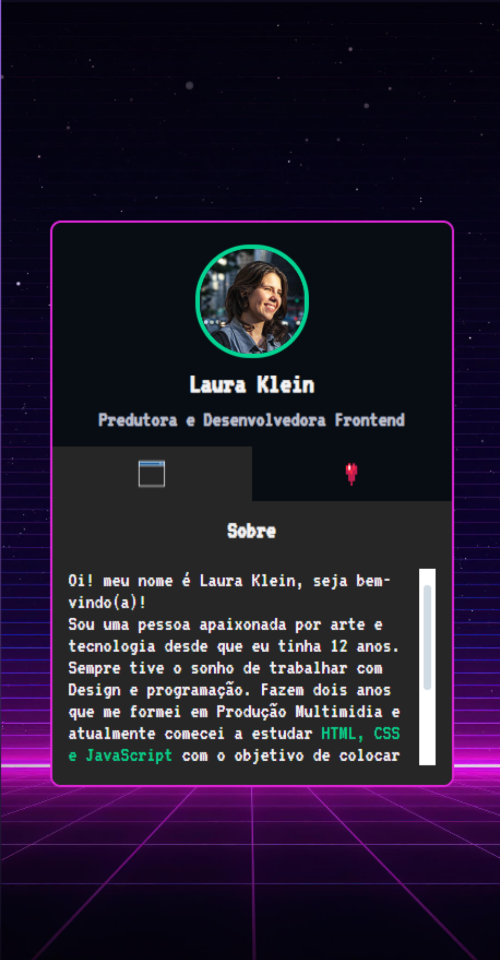 Laura Klein
Predutora e Desenvolvedora Frontend
Sobre
Oi! meu nome é Laura Klein, seja bem-
vindo(a)!
Sou uma pessoa apaixonada por arte e
tecnologia desde que eu tinha 12 anos.
Sempre tive o sonho de trabalhar com
Design e programação. Fazem dois anos
que me formei em Produção Multimidia e
atualmente comecei a estudar HTML, CSS
e JavaScript com o objetivo de colocar